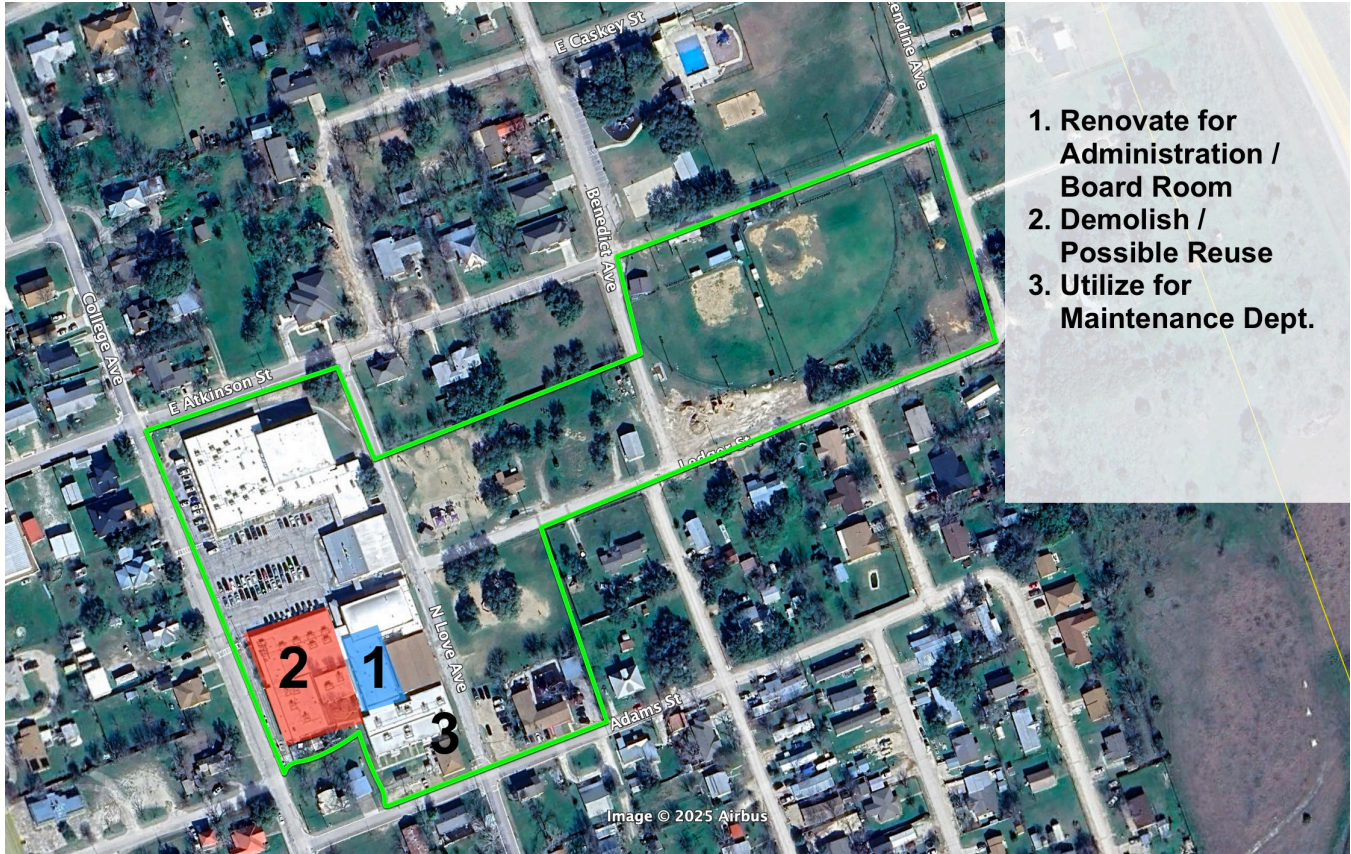 E Caskey St
endine Ave
Benedict Ave
College Ave
E Atkinson St
Ledger St
N Love Ave
Adams St
1. Renovate for
Administration /
Board Room
2. Demolish /
Possible Reuse
3. Utilize for
Maintenance Dept.
2
1
3
Image © 2025 Airbus